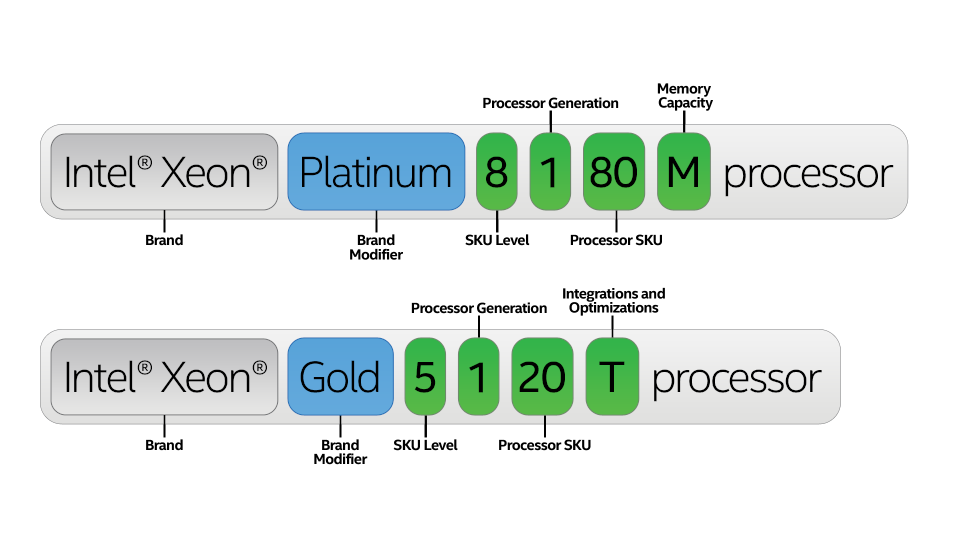 Processor Generation
Memory
Capacity
Intel® Xeon® Platinum 8 1 80 M processor
Brand
Brand
Modifier
SKU Level
Processor SKU
Processor Generation
Integrations and
Optimizations
Intel® Xeon® Gold 5 1 20 T processor
Brand
Brand
Modifier
SKU Level
Processor SKU